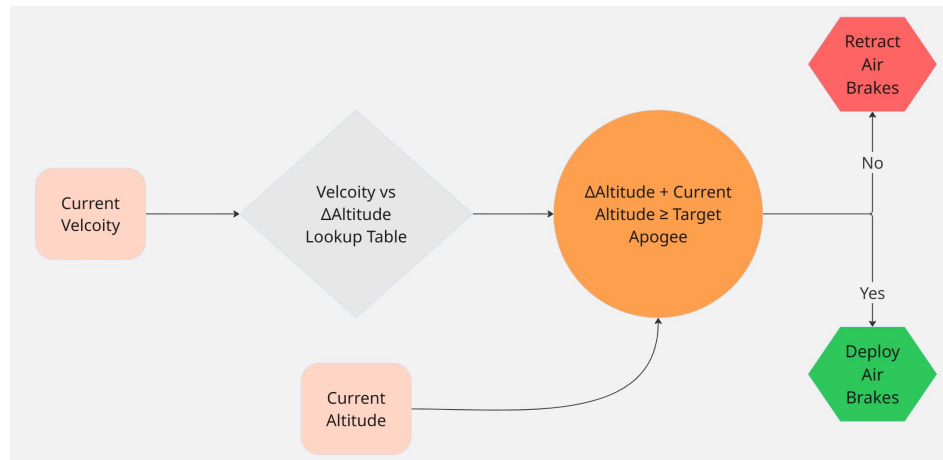 Current
Velcoity
Velcoity vs
ΔAltitude
Lookup Table
Current
Altitude
ΔAltitude + Current
Altitude ≥ Target
Apogee
No
Retract
Air
Brakes
Yes
Deploy
Air
Brakes